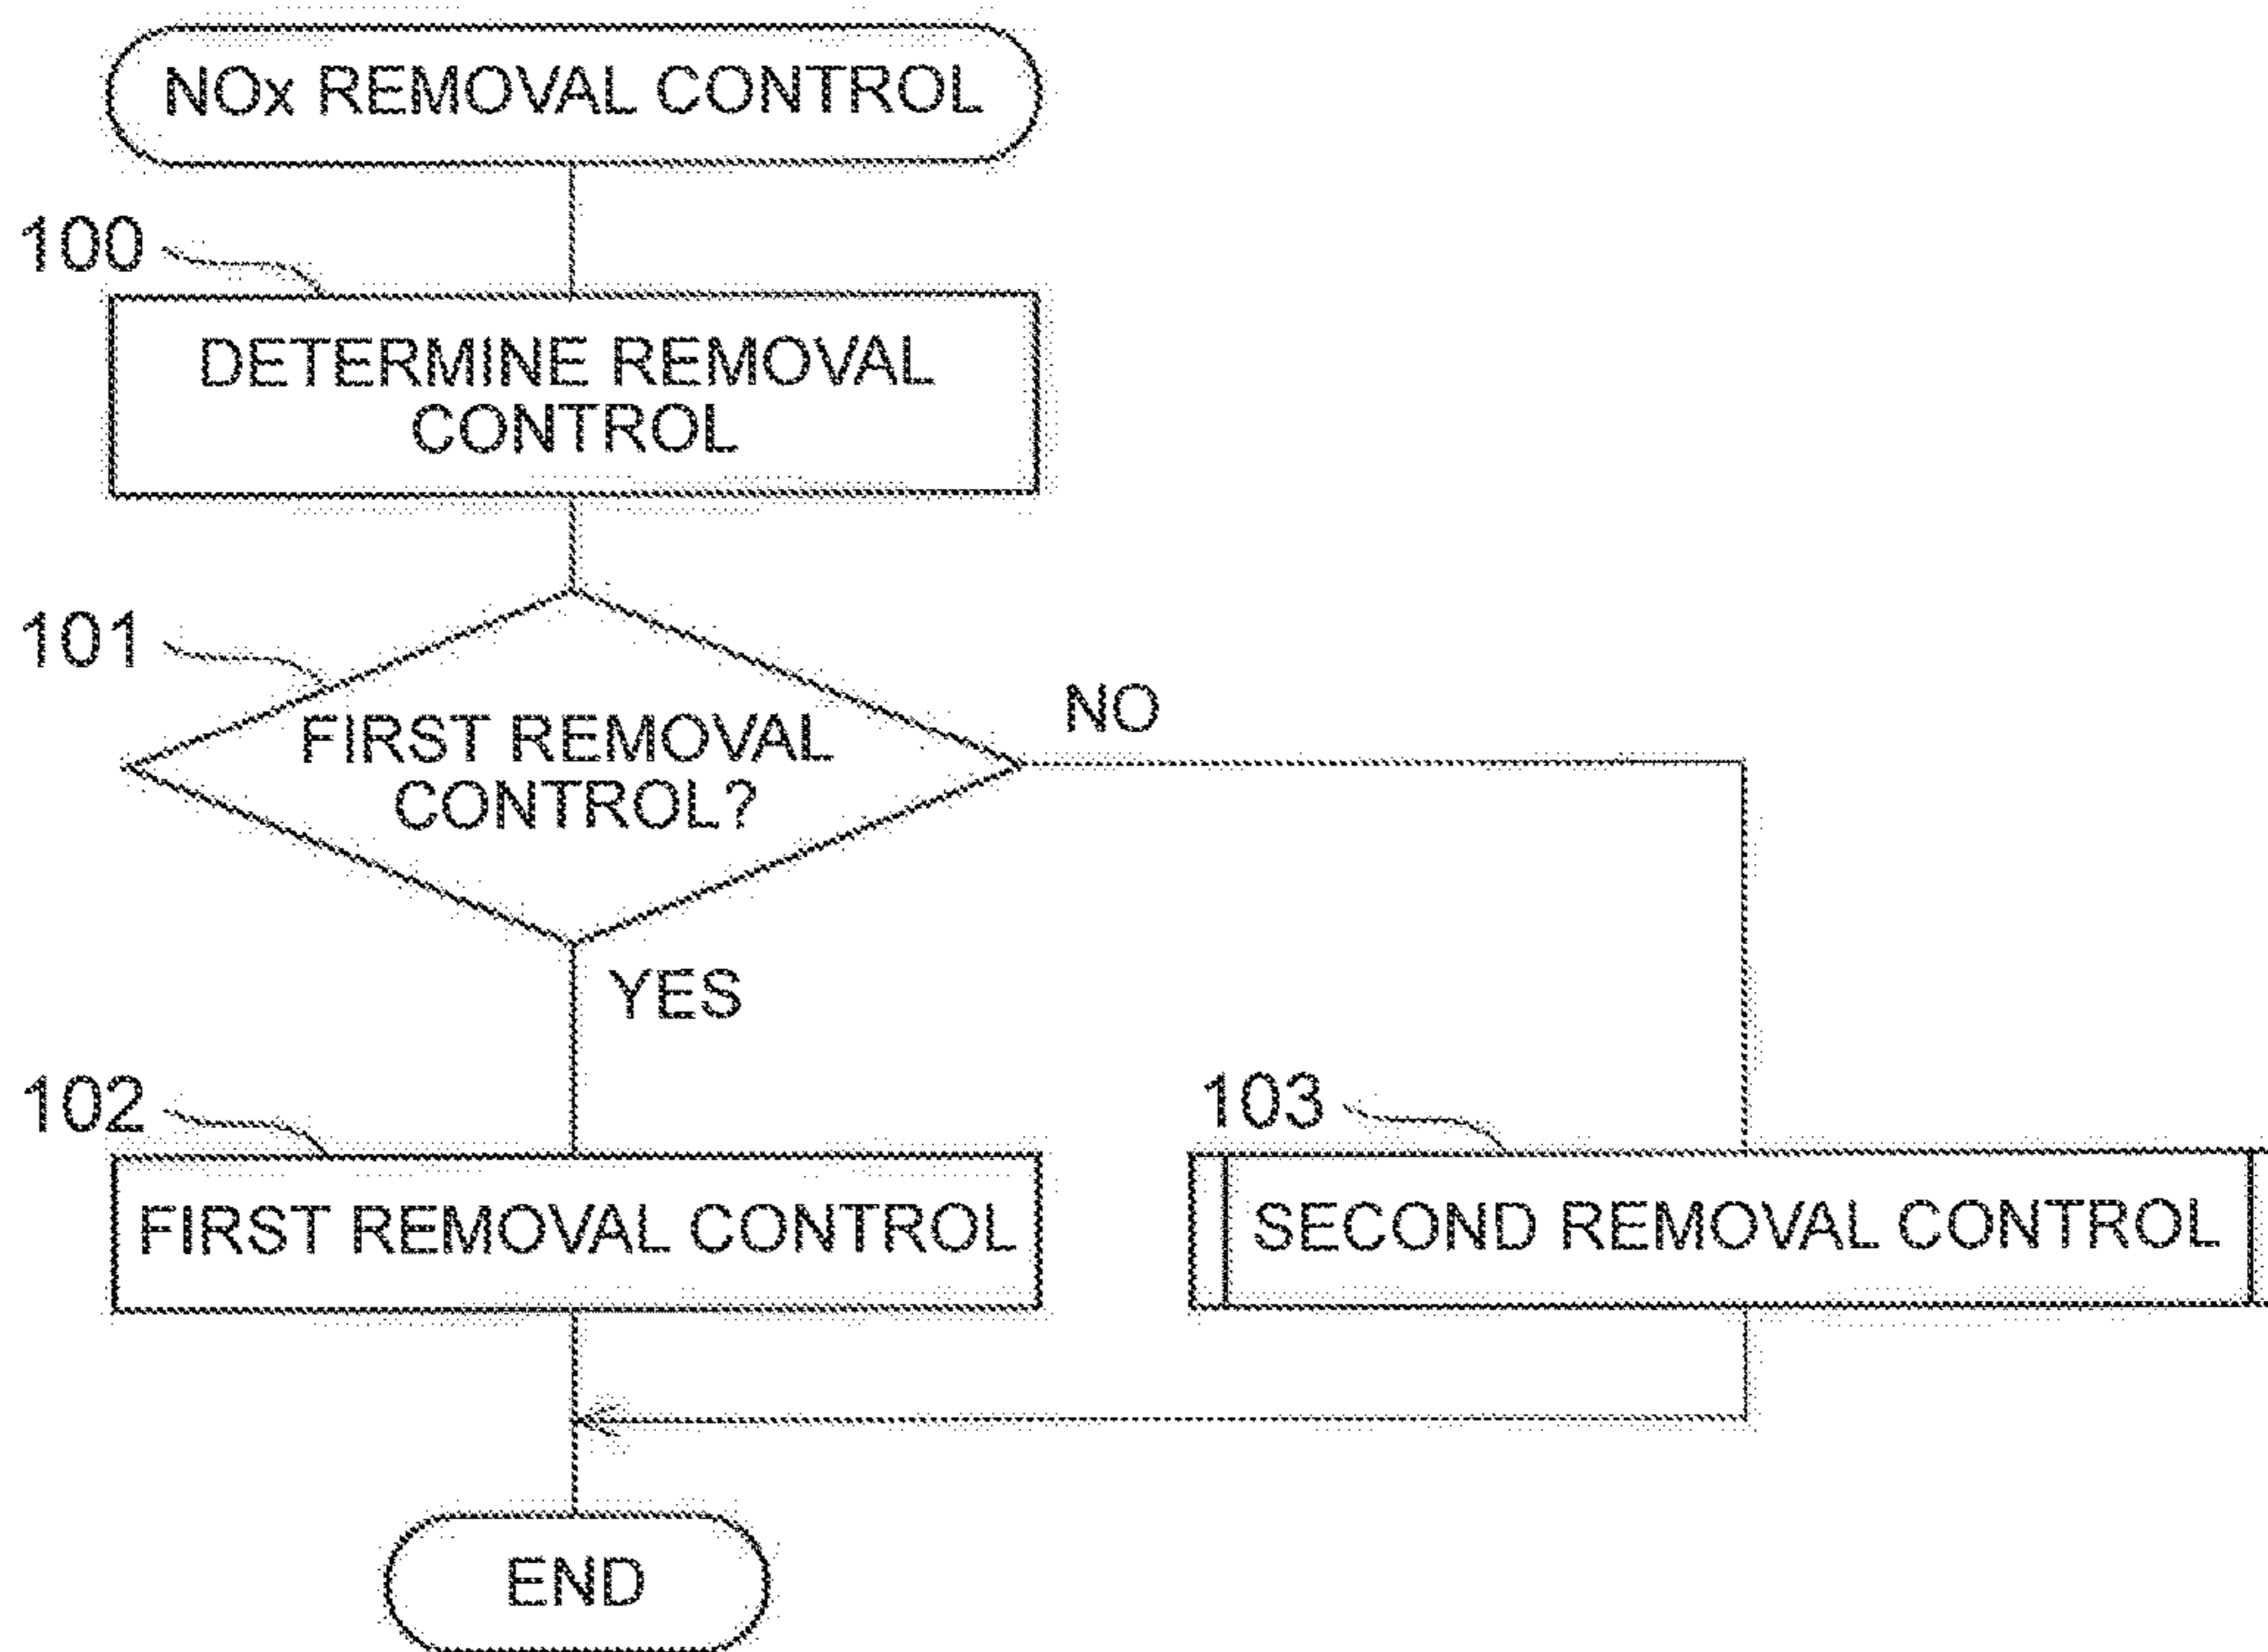 NOx REMOVAL CONTROL
100
DETERMINE REMOVAL
CONTROL
101
FIRST REMOVAL
CONTROL?
NO
YES
102
FIRST REMOVAL CONTROL
103
SECOND REMOVAL CONTROL
END